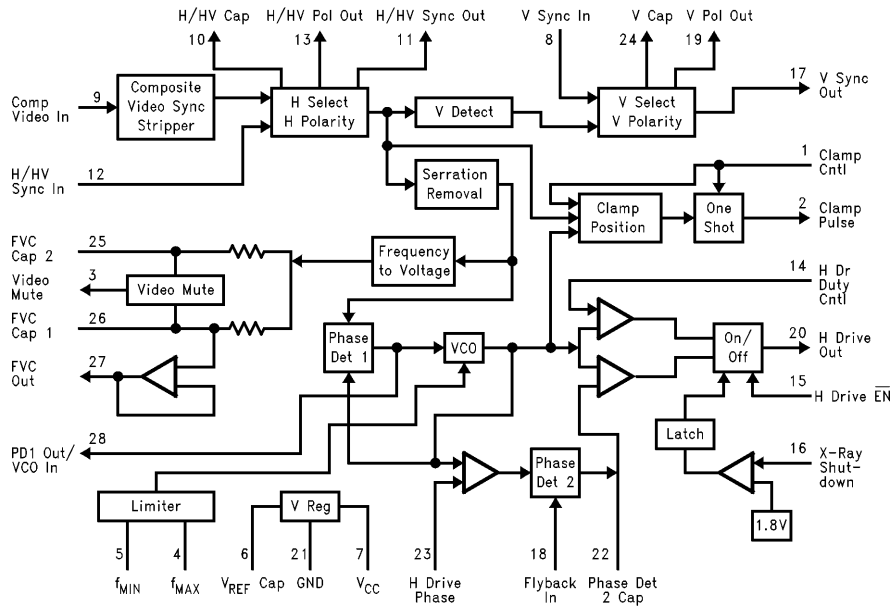 H/HV Cap
10
H/HV Pol Out
13
H/HV Sync Out
11
V Sync In
8
V Cap
24
V Pol Out
19
Comp
Video In
9
Composite
Video Sync
Stripper
H Select
H Polarity
V Detect
V Select
V Polarity
17
V Sync
Out
H/HV
Sync In
12
Serration
Removal
Clamp
Position
One
Shot
1
Clamp
Cntl
2
Clamp
Pulse
FVC
Cap 2
25
Video
Mute
3
Video Mute
Frequency
to Voltage
FVC
Cap 1
26
14
H Dr
Duty
Cntl
FVC
Out
27
Phase
Det 1
VCO
On/
Off
20
H Drive
Out
15
H Drive E̅N̅
PD1 Out/
VCO In
28
Latch
16
X-Ray
Shut-
down
1.8V
Limiter
V Reg
Phase
Det 2
5
fMIN
4
fMAX
6
VREF Cap
21
GND
7
VCC
23
H Drive
Phase
18
Flyback
In
22
Phase Det
2 Cap